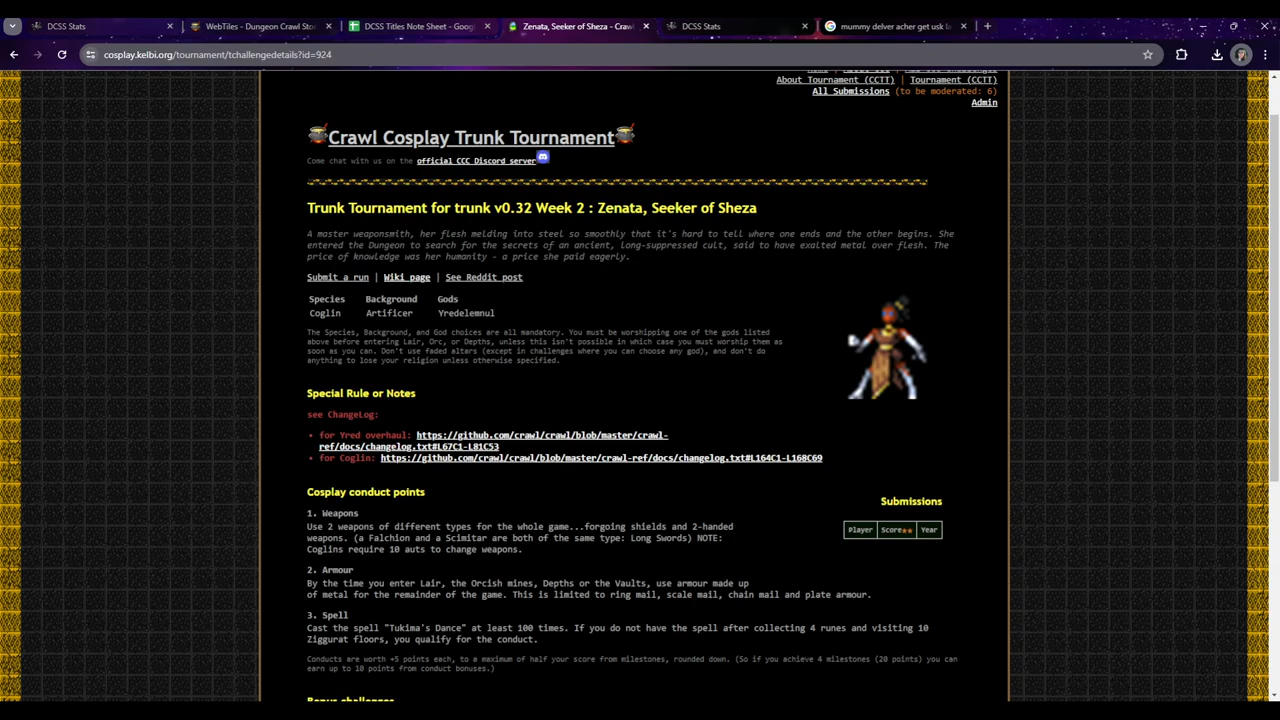 DCSS Stats
WebTiles - Dungeon Crawl Sto
DCSS Titles Note Sheet - Goog
Zenata, Seeker of Sheza - Craw
DCSS Stats
mummy delver acher get usk la
cosplay.kelbi.org/tournament/tchallengedetails?id=924
About Tournament (CCTT) | Tournament (CCTT)
All Submissions (to be moderated: 6)
Admin
Crawl Cosplay Trunk Tournament
Come chat with us on the official CCC Discord server
Trunk Tournament for trunk v0.32 Week 2 : Zenata, Seeker of Sheza
A master weaponsmith, her flesh melding into steel so smoothly that it's hard to tell where one ends and the other begins. She
entered the Dungeon to search for the secrets of an ancient, long-suppressed cult, said to have exalted metal over flesh. The
price of knowledge was her humanity - a price she paid eagerly.
Submit a run | Wiki page | See Reddit post
Species Background Gods
Coglin Artificer Yredelemnul
The Species, Background, and God choices are all mandatory. You must be worshipping one of the gods listed
above before entering Lair, Orc, or Depths, unless this isn't possible in which case you must worship them as
soon as you can. Don't use faded altars (except in challenges where you can choose any god), and don't do
anything to lose your religion unless otherwise specified.
Special Rule or Notes
see ChangeLog:
• for Yred overhaul: https://github.com/crawl/crawl/blob/master/crawl-
ref/docs/changelog.txt#L67C1-L81C53
• for Coglin: https://github.com/crawl/crawl/blob/master/crawl-ref/docs/changelog.txt#L164C1-L168C69
Cosplay conduct points
Submissions
Player Score★★ Year
1. Weapons
Use 2 weapons of different types for the whole game...forgoing shields and 2-handed
weapons. (a Falchion and a Scimitar are both of the same type: Long Swords) NOTE:
Coglins require 10 auts to change weapons.
2. Armour
By the time you enter Lair, the Orcish mines, Depths or the Vaults, use armour made up
of metal for the remainder of the game. This is limited to ring mail, scale mail, chain mail and plate armour.
3. Spell
Cast the spell "Tukima's Dance" at least 100 times. If you do not have the spell after collecting 4 runes and visiting 10
Ziggurat floors, you qualify for the conduct.
Conducts are worth +5 points each, to a maximum of half your score from milestones, rounded down. (So if you achieve 4 milestones (20 points) you can
earn up to 10 points from conduct bonuses.)
Bonus challenges